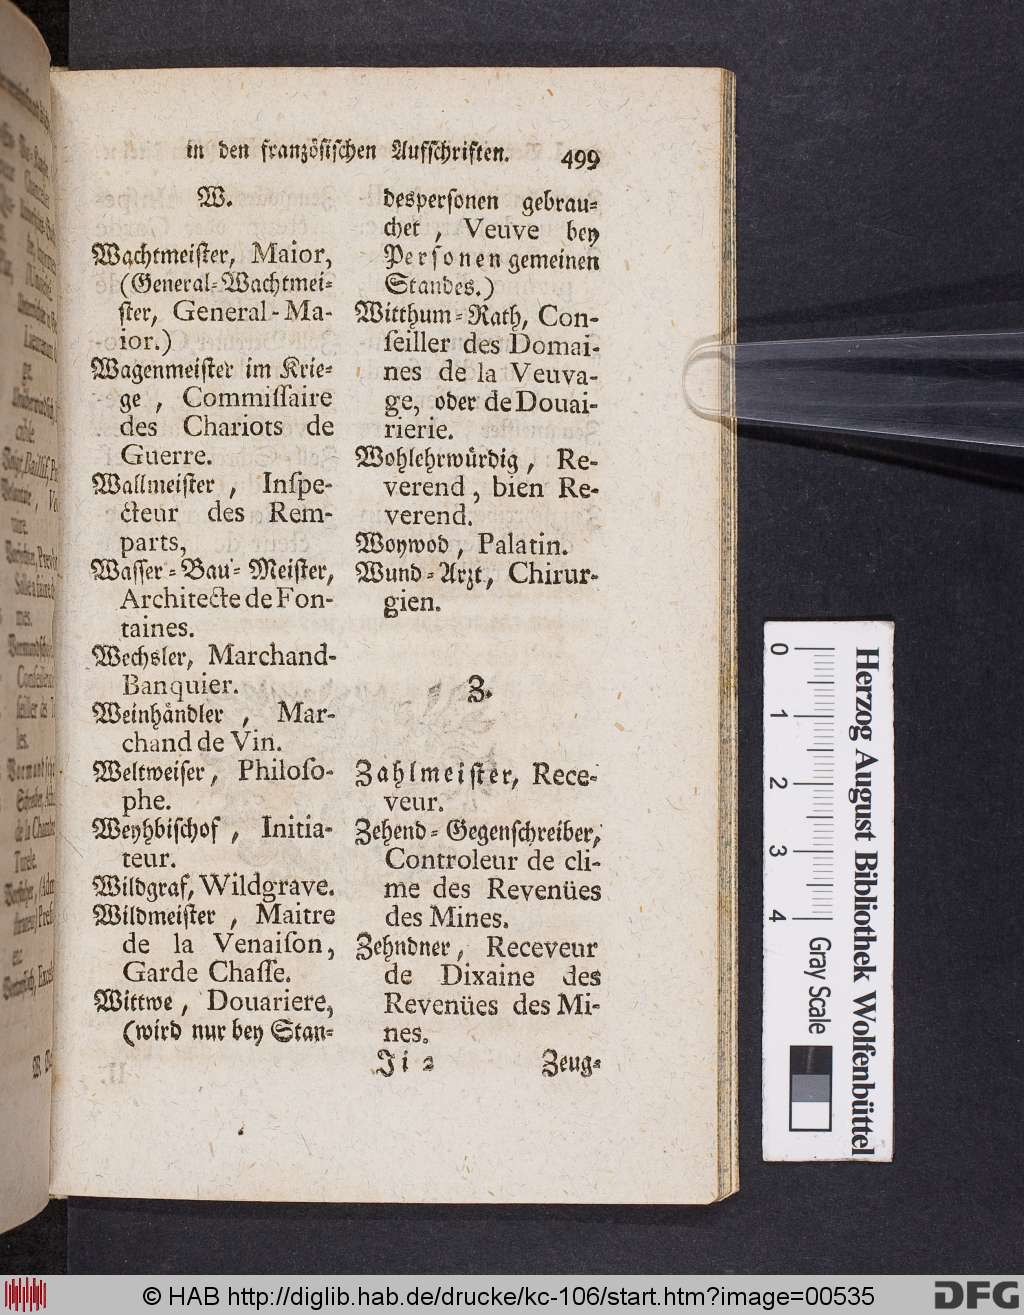 in den französischen Aufschriften. 499
W.
Wachtmeister, Maior,
(General-Wachtmei-
ster, General-Ma-
ior.)
Wagenmeister im Krie-
ge, Commiſſaire
des Chariots de
Guerre.
Wallmeister, Inſpe-
cteur des Rem-
parts,
Wasser-Bau-Meister,
Architecte de Fon-
taines.
Wechsler, Marchand-
Banquier.
Weinhåndler, Mar-
chand de Vin.
Weltweiser, Philoſo-
phe.
Weyhbischof, Initia-
teur.
Wildgraf, Wildgrave.
Wildmeister, Maitre
de la Venaiſon,
Garde Chaſſe.
Wittwe, Douariere,
(wird nur bey Stan-
despersonen gebrau-
chet, Veuve bey
Personen gemeinen
Standes.)
Witthum-Rath, Con-
ſeiller des Domai-
nes de la Veuva-
ge, oder de Douai-
rierie.
Wohlehrwürdig, Re-
verend, bien Re-
verend.
Woywod, Palatin.
Wund-Arzt, Chirur-
gien.
Z.
Zahlmeister, Rece-
veur.
Zehend-Gegenschreiber,
Controleur de cli-
me des Revenües
des Mines.
Zehndner, Receveur
de Dixaine des
Revenües des Mi-
nes.
Ji 2 Zeug-
0 1 2 3 4
Gray Scale
Herzog August Bibliothek Wolfenbüttel
© HAB http://diglib.hab.de/drucke/kc-106/start.htm?image=00535
DFG